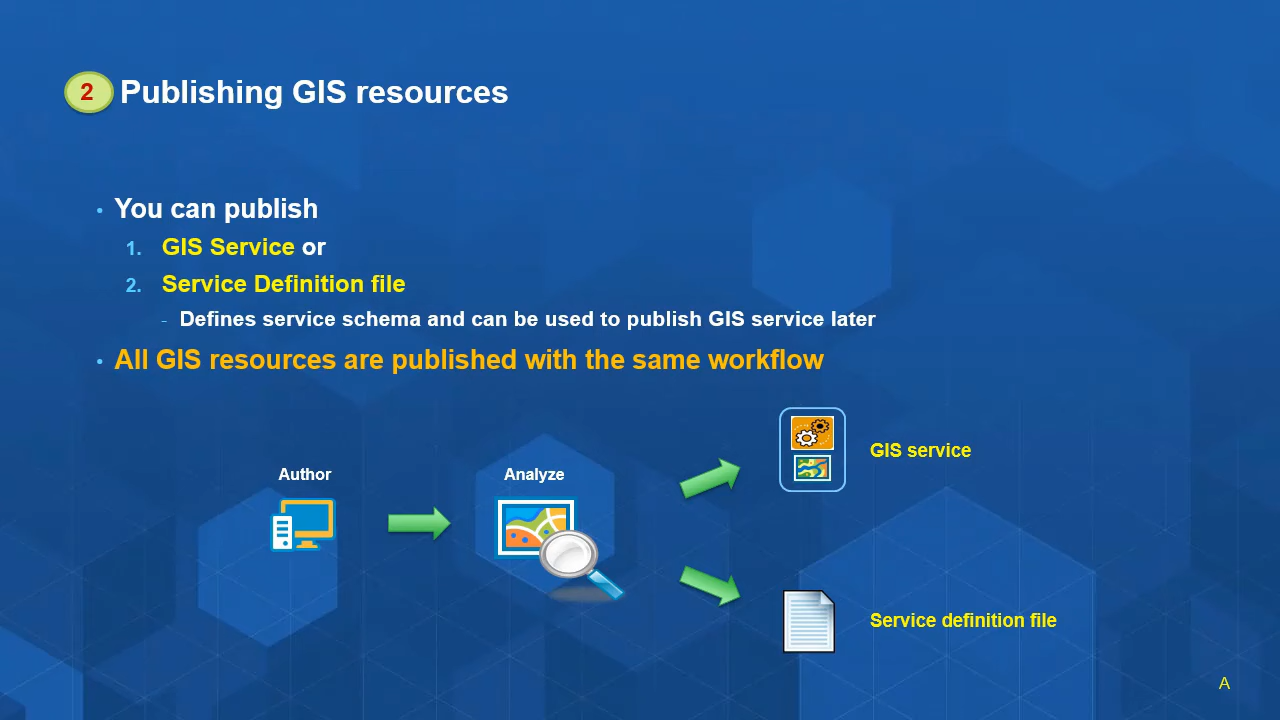 2 Publishing GIS resources
• You can publish
1. GIS Service or
2. Service Definition file
- Defines service schema and can be used to publish GIS service later
• All GIS resources are published with the same workflow
Author
Analyze
GIS service
Service definition file
A